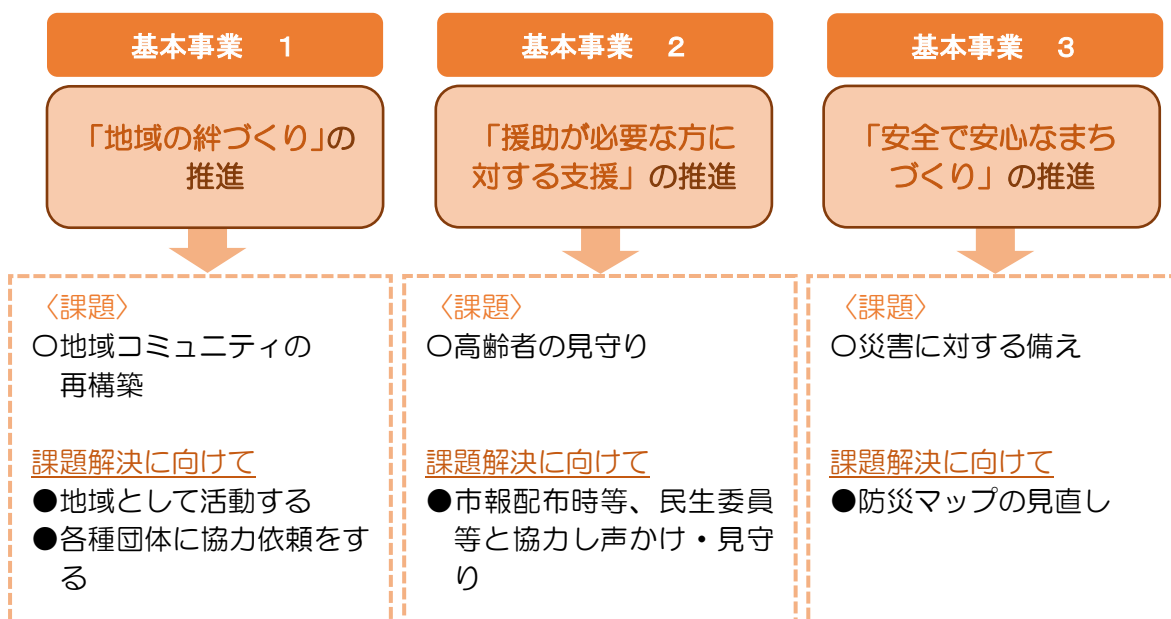 基本事業　１
「地域の絆づくり」の
推進
〈課題〉
〇地域コミュニティの
再構築
課題解決に向けて
●地域として活動する
●各種団体に協力依頼をす
る
基本事業　２
「援助が必要な方に
対する支援」の推進
〈課題〉
〇高齢者の見守り
課題解決に向けて
●市報配布時等、民生委員
等と協力し声かけ・見守
り
基本事業　３
「安全で安心なまち
づくり」の推進
〈課題〉
〇災害に対する備え
課題解決に向けて
●防災マップの見直し